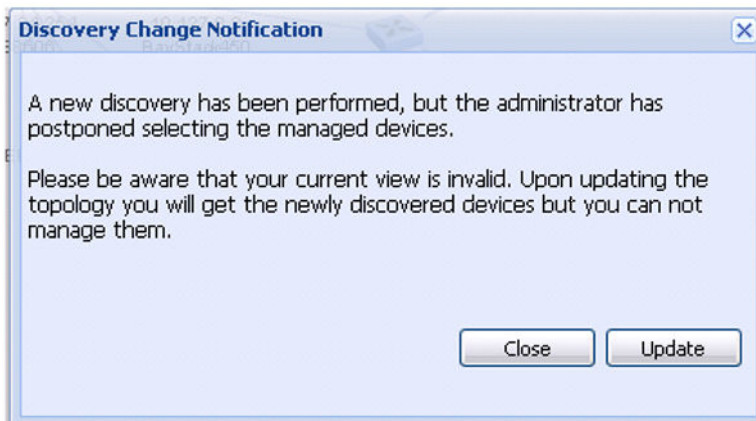 Discovery Change Notification
BayStack450
A new discovery has been performed, but the administrator has
postponed selecting the managed devices.
Please be aware that your current view is invalid. Upon updating the
topology you will get the newly discovered devices but you can not
manage them.
Close
Update